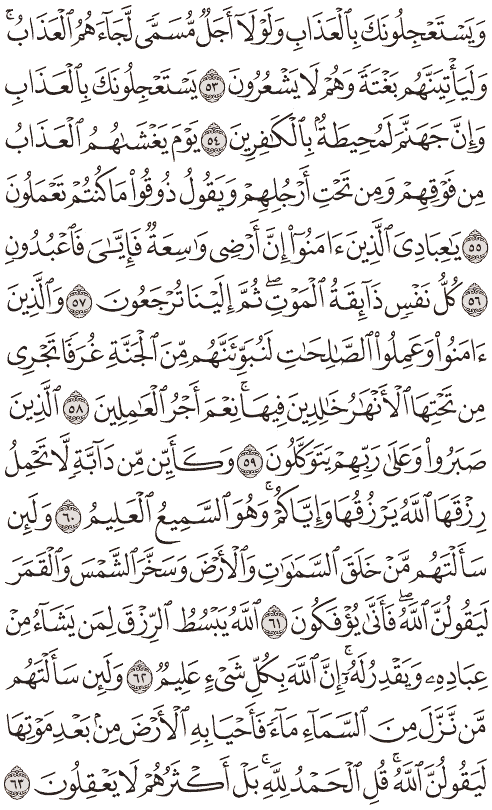 وَيَسْتَعْجِلُونَكَ بِالْعَذَابِ وَلَوْلَا أَجَلٌ مُّسَمًّى لَّجَاءَهُمُ الْعَذَابُ ۚ
وَلَيَأْتِيَنَّهُم بَغْتَةً وَهُمْ لَا يَشْعُرُونَ ٥٣ يَسْتَعْجِلُونَكَ بِالْعَذَابِ
وَإِنَّ جَهَنَّمَ لَمُحِيطَةٌ بِالْكَافِرِينَ ٥٤ يَوْمَ يَغْشَاهُمُ الْعَذَابُ
مِن فَوْقِهِمْ وَمِن تَحْتِ أَرْجُلِهِمْ وَيَقُولُ ذُوقُوا مَا كُنتُمْ تَعْمَلُونَ
٥٥ يَاعِبَادِيَ الَّذِينَ ءَامَنُوا إِنَّ أَرْضِي وَاسِعَةٌ فَإِيَّايَ فَاعْبُدُونِ
٥٦ كُلُّ نَفْسٍ ذَائِقَةُ الْمَوْتِ ۖ ثُمَّ إِلَيْنَا تُرْجَعُونَ ٥٧ وَالَّذِينَ
ءَامَنُوا وَعَمِلُوا الصَّالِحَاتِ لَنُبَوِّئَنَّهُم مِّنَ الْجَنَّةِ غُرَفًا تَجْرِي
مِن تَحْتِهَا الْأَنْهَارُ خَالِدِينَ فِيهَا ۚ نِعْمَ أَجْرُ الْعَامِلِينَ ٥٨ الَّذِينَ
صَبَرُوا وَعَلَىٰ رَبِّهِمْ يَتَوَكَّلُونَ ٥٩ وَكَأَيِّن مِّن دَابَّةٍ لَّا تَحْمِلُ
رِزْقَهَا اللَّهُ يَرْزُقُهَا وَإِيَّاكُمْ ۚ وَهُوَ السَّمِيعُ الْعَلِيمُ ٦٠ وَلَئِن
سَأَلْتَهُم مَّنْ خَلَقَ السَّمَاوَاتِ وَالْأَرْضَ وَسَخَّرَ الشَّمْسَ وَالْقَمَرَ
لَيَقُولُنَّ اللَّهُ ۖ فَأَنَّىٰ يُؤْفَكُونَ ٦١ اللَّهُ يَبْسُطُ الرِّزْقَ لِمَن يَشَاءُ مِنْ
عِبَادِهِ وَيَقْدِرُ لَهُ ۚ إِنَّ اللَّهَ بِكُلِّ شَيْءٍ عَلِيمٌ ٦٢ وَلَئِن سَأَلْتَهُم
مَّن نَّزَّلَ مِنَ السَّمَاءِ مَاءً فَأَحْيَا بِهِ الْأَرْضَ مِن بَعْدِ مَوْتِهَا
لَيَقُولُنَّ اللَّهُ ۚ قُلِ الْحَمْدُ لِلَّهِ ۚ بَلْ أَكْثَرُهُمْ لَا يَعْقِلُونَ ٦٣